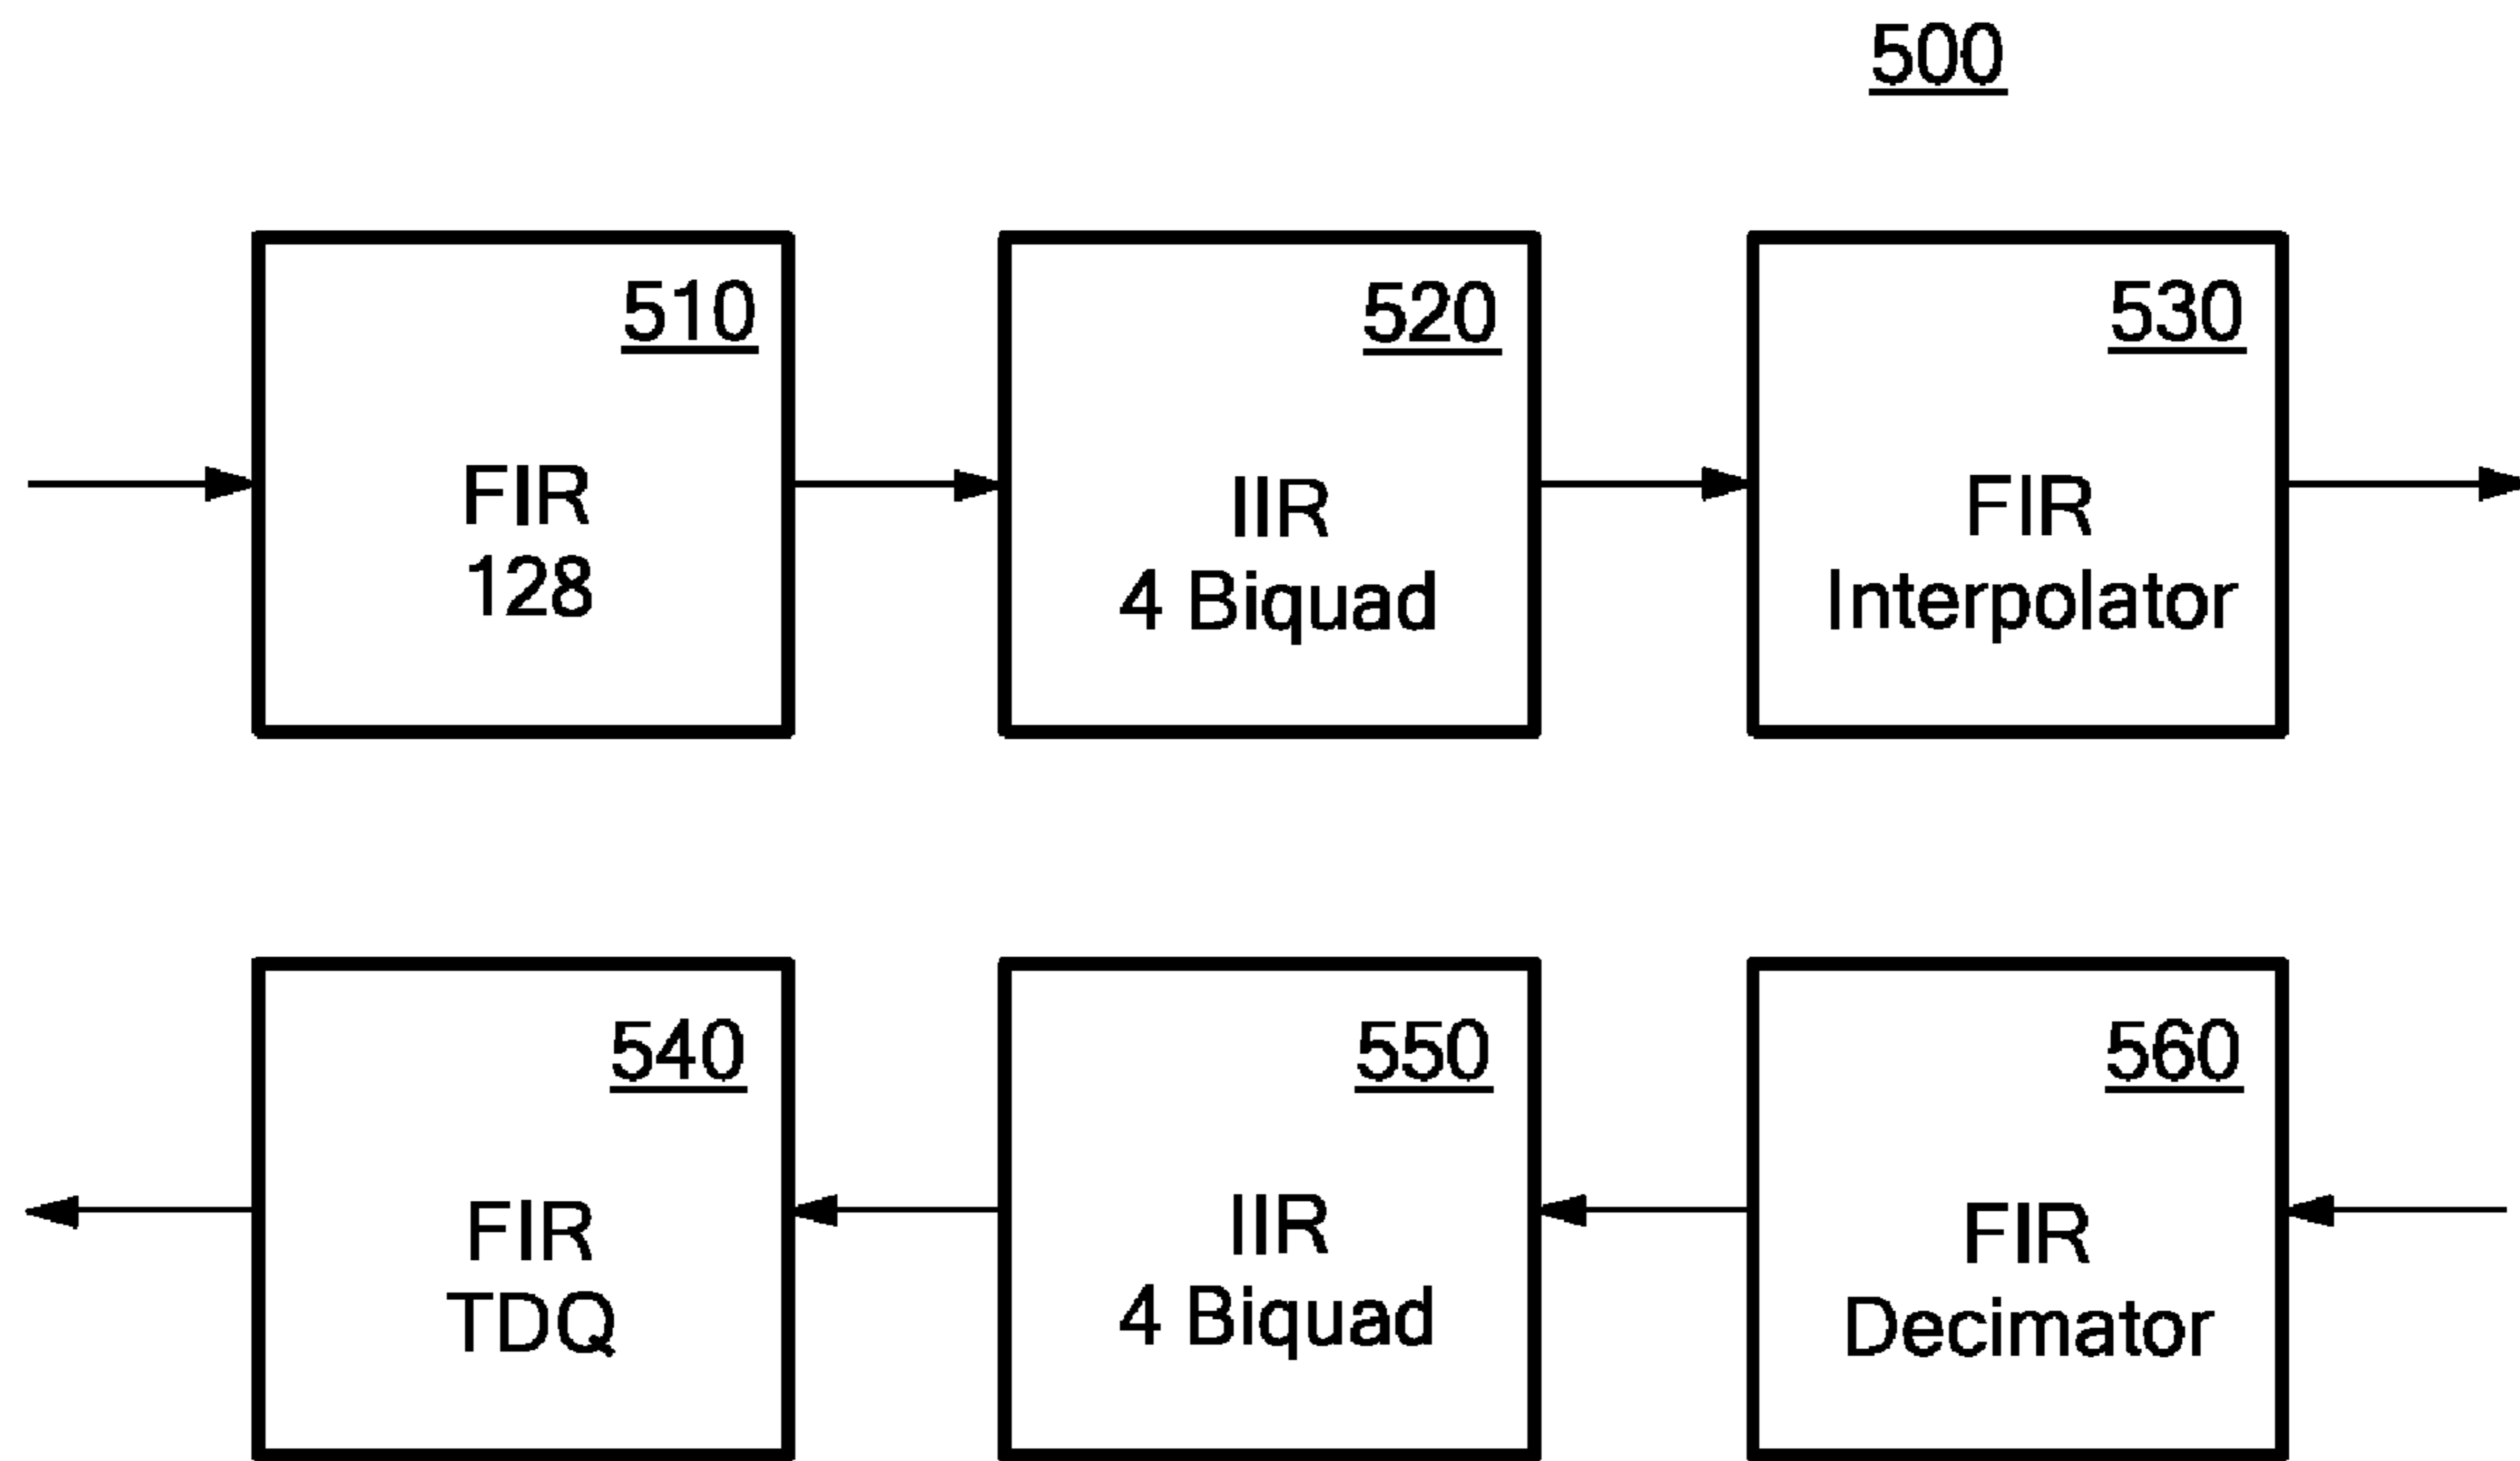 500
510
FIR
128
520
IIR
4 Biquad
530
FIR
Interpolator
540
FIR
TDQ
550
IIR
4 Biquad
560
FIR
Decimator